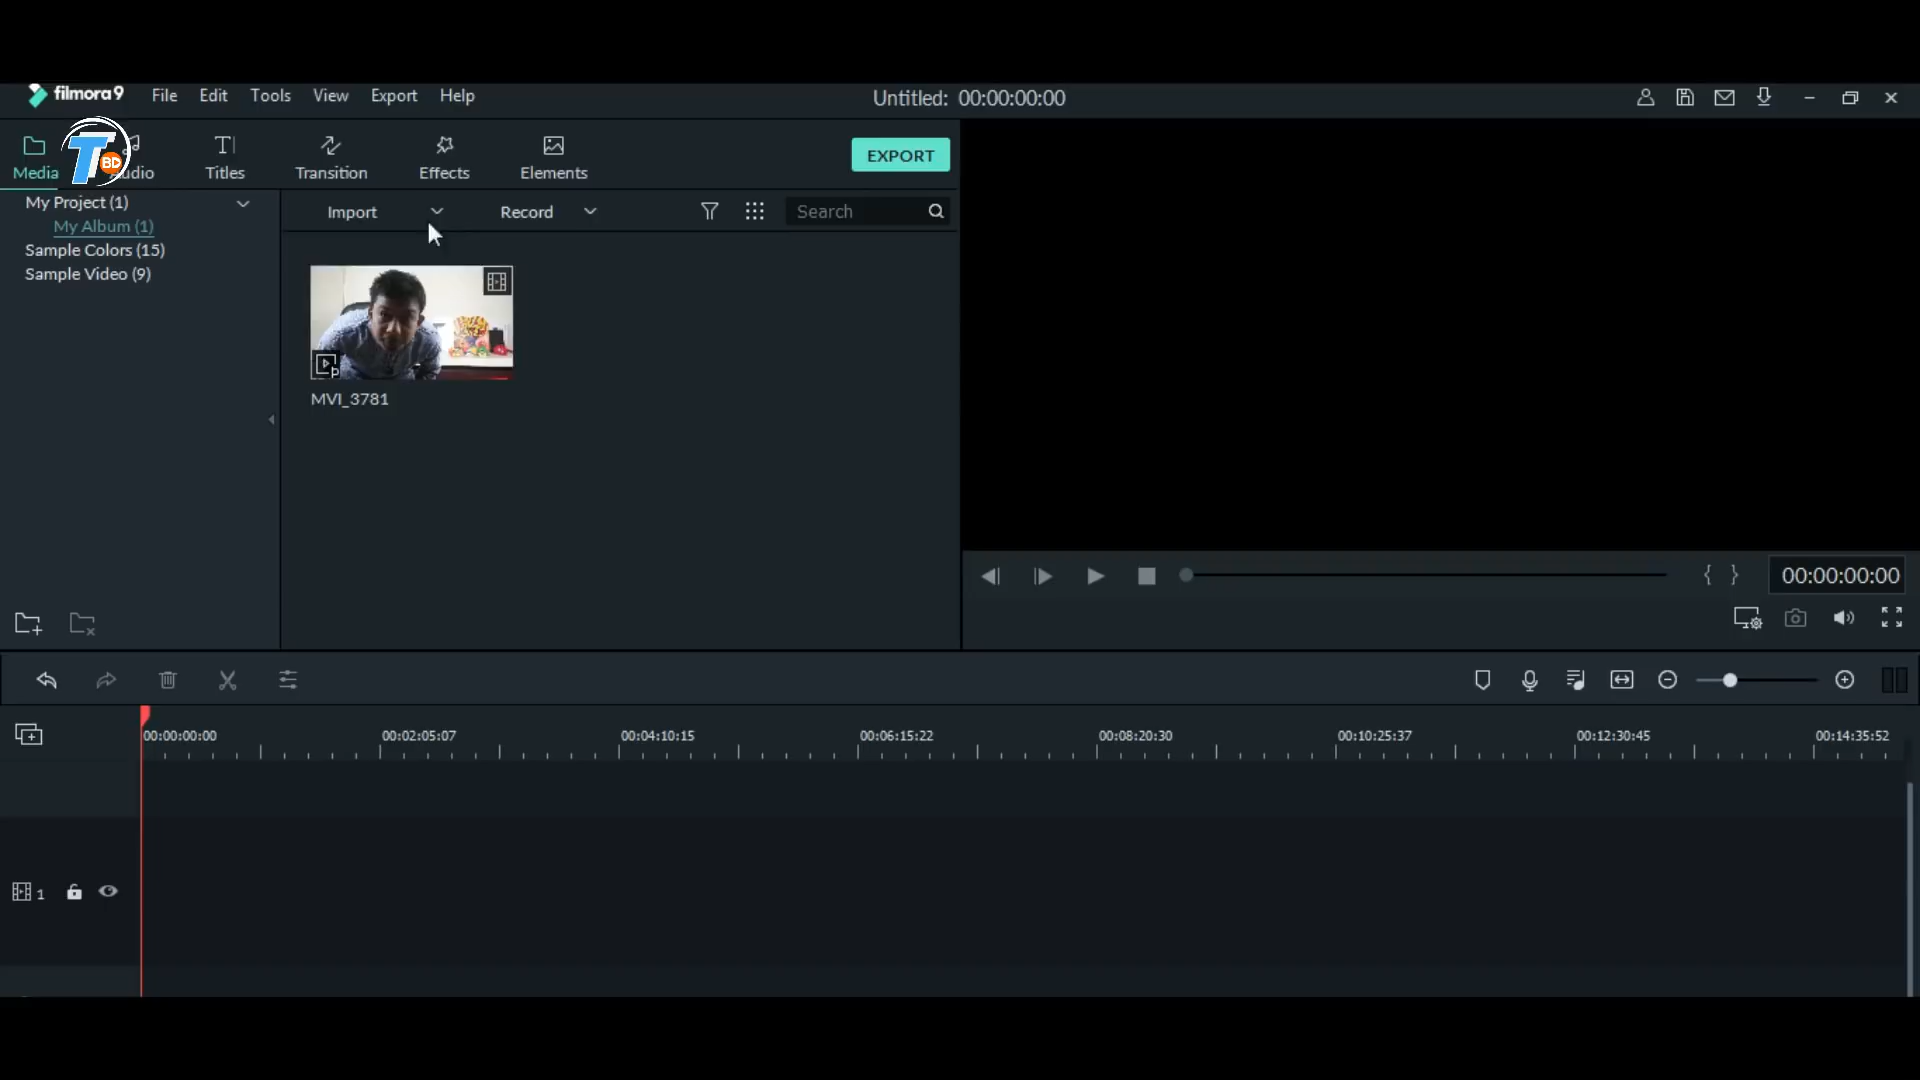 filmora9 File Edit Tools View Export Help
Untitled: 00:00:00:00
T BD
Media Audio Titles Transition Effects Elements
EXPORT
My Project (1)
My Album (1)
Sample Colors (15)
Sample Video (9)
Import Record Search
P
MVI_3781
{ } 00:00:00:00
00:00:00:00 00:02:05:07 00:04:10:15 00:06:15:22 00:08:20:30 00:10:25:37 00:12:30:45 00:14:35:52
1